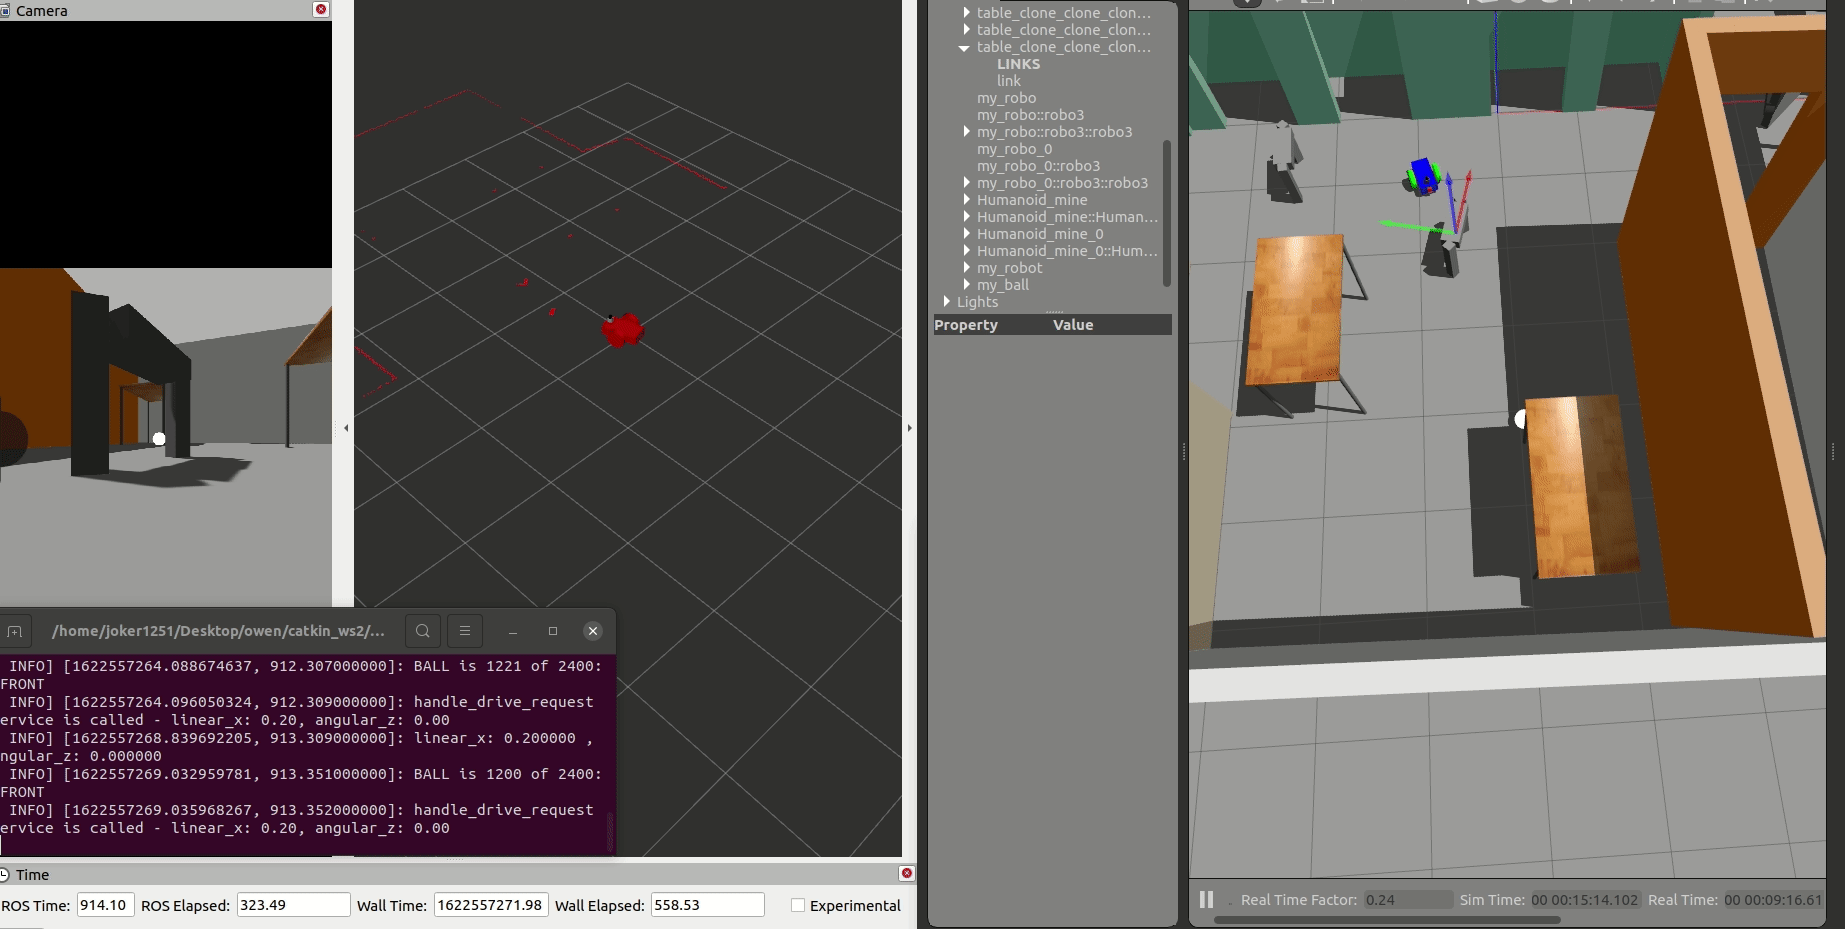 Camera
/home/joker1251/Desktop/owen/catkin_ws2/...
INFO] [1622557264.088674637, 912.307000000]: BALL is 1221 of 2400:
FRONT
INFO] [1622557264.096050324, 912.309000000]: handle_drive_request
ervice is called - linear_x: 0.20, angular_z: 0.00
INFO] [1622557268.839692205, 913.309000000]: linear_x: 0.200000 ,
ngular_z: 0.000000
INFO] [1622557269.032959781, 913.351000000]: BALL is 1200 of 2400:
FRONT
INFO] [1622557269.035968267, 913.352000000]: handle_drive_request
ervice is called - linear_x: 0.20, angular_z: 0.00
Time
ROS Time: 914.10 ROS Elapsed: 323.49 Wall Time: 1622557271.98 Wall Elapsed: 558.53 Experimental
table_clone_clone_clon...
table_clone_clone_clon...
table_clone_clone_clon...
LINKS
link
my_robo
my_robo::robo3
my_robo::robo3::robo3
my_robo_0
my_robo_0::robo3
my_robo_0::robo3::robo3
Humanoid_mine
Humanoid_mine::Human...
Humanoid_mine_0
Humanoid_mine_0::Hum...
my_robot
my_ball
Lights
Property Value
Real Time Factor: 0.24 Sim Time: 00 00:15:14.102 Real Time: 00 00:09:16.61